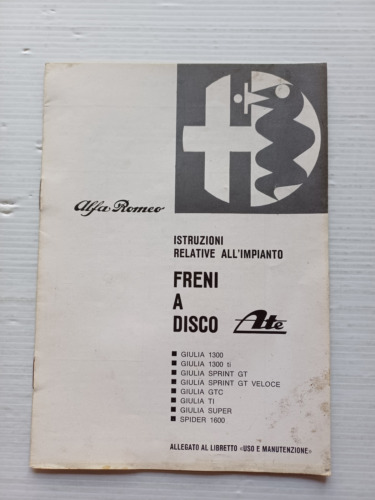 Alfa Romeo
ISTRUZIONI
RELATIVE ALL'IMPIANTO
FRENI
A
DISCO
Ate
■ GIULIA 1300
■ GIULIA 1300 ti
■ GIULIA SPRINT GT
■ GIULIA SPRINT GT VELOCE
■ GIULIA GTC
■ GIULIA TI
■ GIULIA SUPER
■ SPIDER 1600
ALLEGATO AL LIBRETTO «USO E MANUTENZIONE»